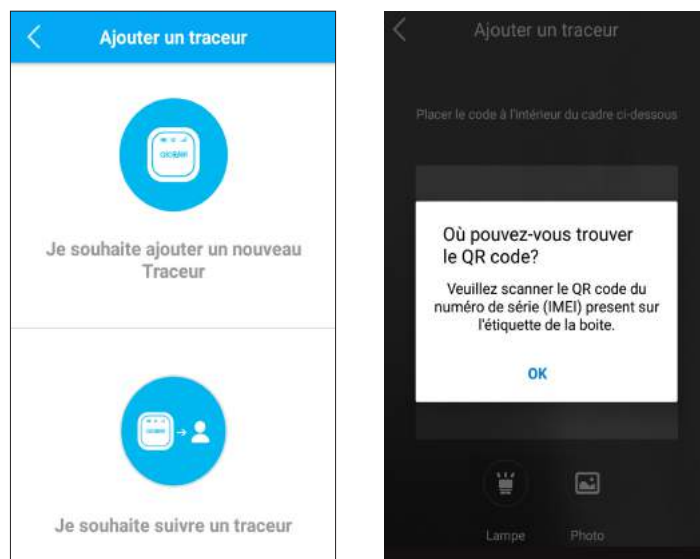 Ajouter un traceur
Je souhaite ajouter un nouveau
Traceur
Je souhaite suivre un traceur
Ajouter un traceur
Placer le code à l'intérieur du cadre ci-dessous
Où pouvez-vous trouver
le QR code?
Veuillez scanner le QR code du
numéro de série (IMEI) present sur
l'étiquette de la boite.
OK
Lampe
Photo